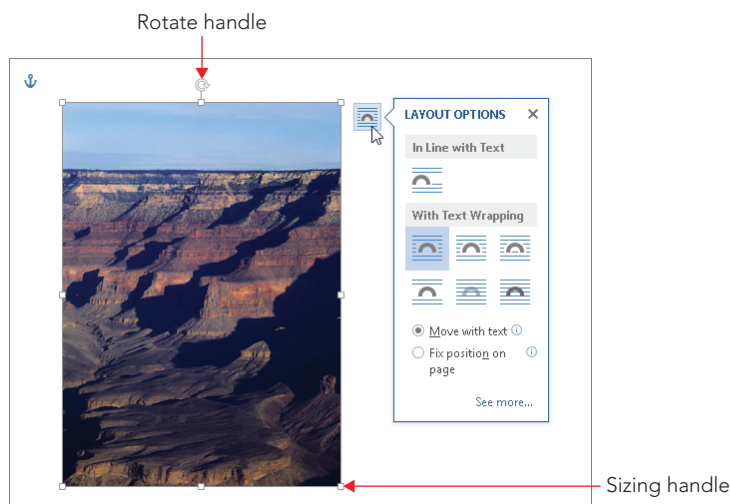 Rotate handle
LAYOUT OPTIONS
In Line with Text
With Text Wrapping
Move with text
Fix position on
page
See more...
Sizing handle